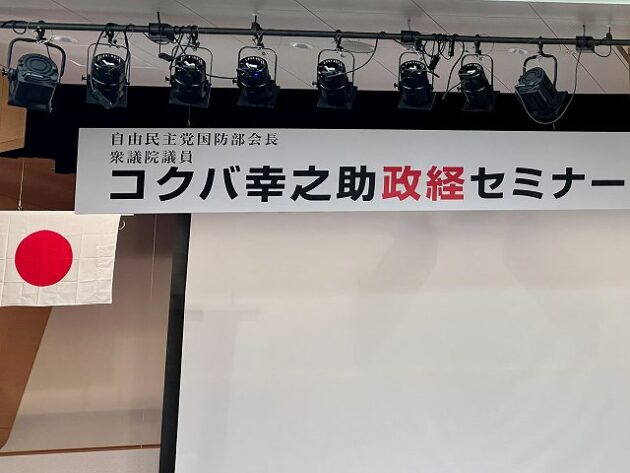 自由民主党国防部会長
衆議院議員
コクバ幸之助政経セミナー